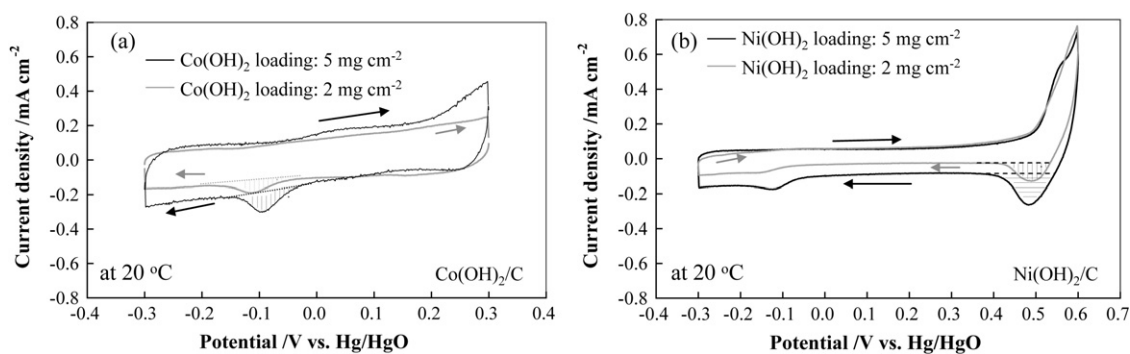 (a)
Co(OH)₂ loading: 5 mg cm⁻²
Co(OH)₂ loading: 2 mg cm⁻²
Current density /mA cm⁻²
0.8
0.6
0.4
0.2
0.0
-0.2
-0.4
-0.6
-0.8
at 20 °C
Co(OH)₂/C
-0.4 -0.3 -0.2 -0.1 0.0 0.1 0.2 0.3 0.4
Potential /V vs. Hg/HgO
(b)
Ni(OH)₂ loading: 5 mg cm⁻²
Ni(OH)₂ loading: 2 mg cm⁻²
Current density /mA cm⁻²
0.8
0.6
0.4
0.2
0.0
-0.2
-0.4
-0.6
-0.8
at 20 °C
Ni(OH)₂/C
-0.4 -0.3 -0.2 -0.1 0.0 0.1 0.2 0.3 0.4 0.5 0.6 0.7
Potential /V vs. Hg/HgO